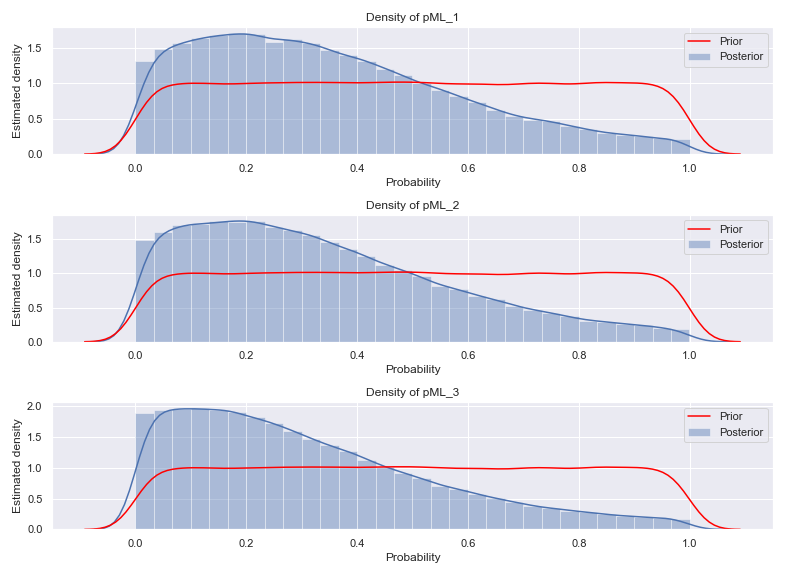 Density of pML_1
Estimated density
1.5
1.0
0.5
0.0
Prior
Posterior
0.0 0.2 0.4 0.6 0.8 1.0
Probability
Density of pML_2
Estimated density
1.5
1.0
0.5
0.0
Prior
Posterior
0.0 0.2 0.4 0.6 0.8 1.0
Probability
Density of pML_3
Estimated density
2.0
1.5
1.0
0.5
0.0
Prior
Posterior
0.0 0.2 0.4 0.6 0.8 1.0
Probability